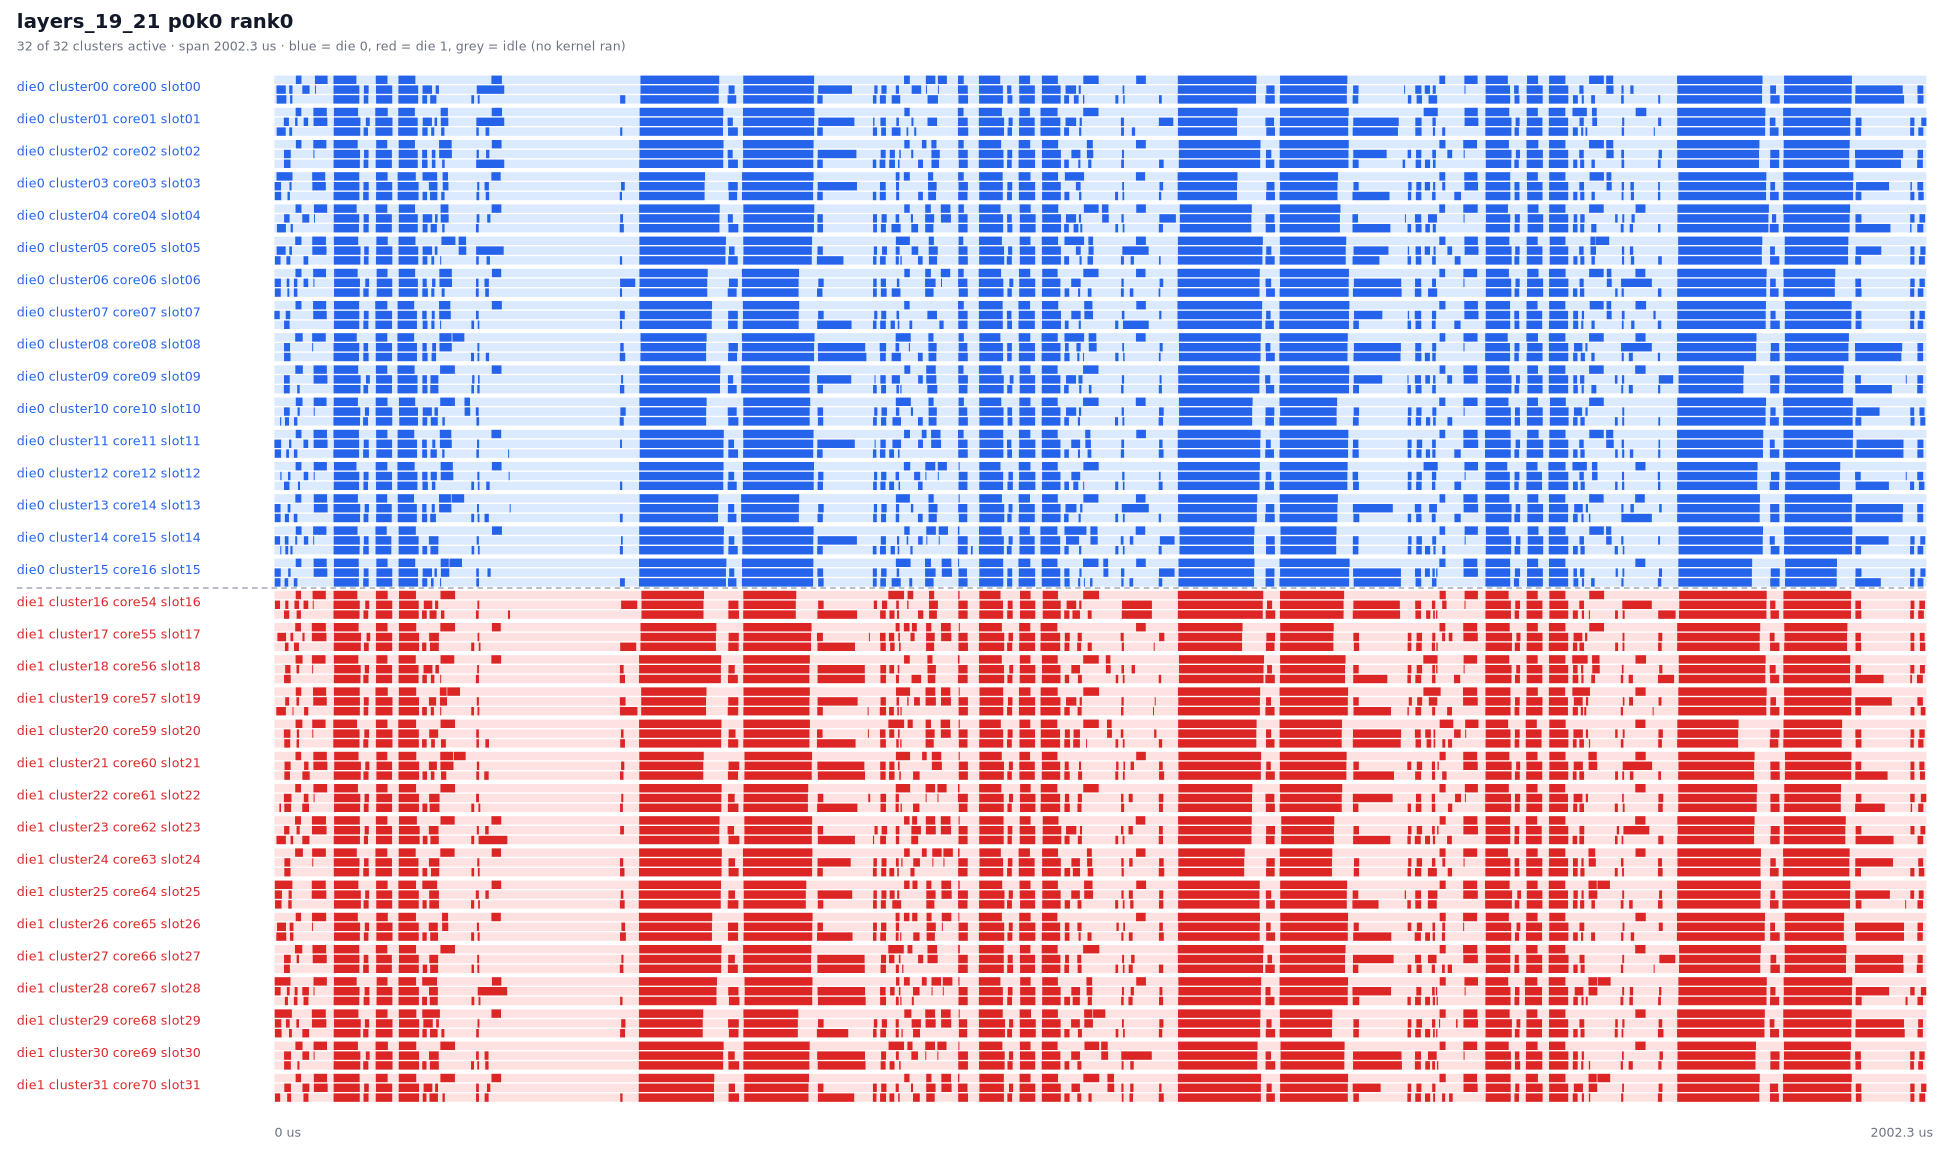 layers_19_21 p0k0 rank0
32 of 32 clusters active · span 2002.3 us · blue = die 0, red = die 1, grey = idle (no kernel ran)
die0 cluster00 core00 slot00
die0 cluster01 core01 slot01
die0 cluster02 core02 slot02
die0 cluster03 core03 slot03
die0 cluster04 core04 slot04
die0 cluster05 core05 slot05
die0 cluster06 core06 slot06
die0 cluster07 core07 slot07
die0 cluster08 core08 slot08
die0 cluster09 core09 slot09
die0 cluster10 core10 slot10
die0 cluster11 core11 slot11
die0 cluster12 core12 slot12
die0 cluster13 core14 slot13
die0 cluster14 core15 slot14
die0 cluster15 core16 slot15
die1 cluster16 core54 slot16
die1 cluster17 core55 slot17
die1 cluster18 core56 slot18
die1 cluster19 core57 slot19
die1 cluster20 core59 slot20
die1 cluster21 core60 slot21
die1 cluster22 core61 slot22
die1 cluster23 core62 slot23
die1 cluster24 core63 slot24
die1 cluster25 core64 slot25
die1 cluster26 core65 slot26
die1 cluster27 core66 slot27
die1 cluster28 core67 slot28
die1 cluster29 core68 slot29
die1 cluster30 core69 slot30
die1 cluster31 core70 slot31
0 us
2002.3 us